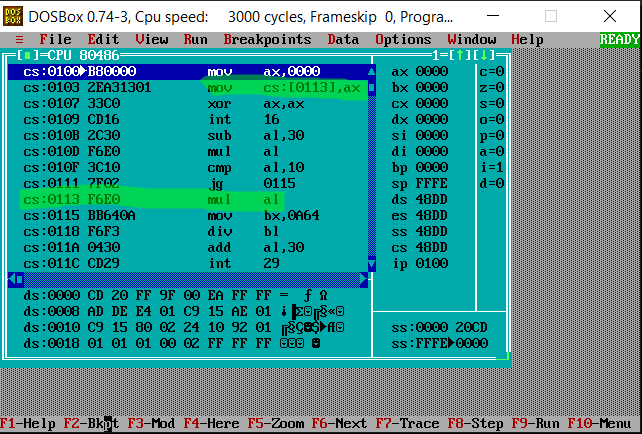 DOSBox 0.74-3, Cpu speed: 3000 cycles, Frameskip 0, Progra...
≡ File Edit View Run Breakpoints Data Options Window Help READY
[■]=CPU 80486 1=[↑][↓]
cs:0100►B80000 mov ax,0000 ax 0000 c=0
cs:0103 2EA31301 mov cs:[0113],ax bx 0000 z=0
cs:0107 33C0 xor ax,ax cx 0000 s=0
cs:0109 CD16 int 16 dx 0000 o=0
cs:010B 2C30 sub al,30 si 0000 p=0
cs:010D F6E0 mul al di 0000 a=0
cs:010F 3C10 cmp al,10 bp 0000 i=1
cs:0111 7F02 jg 0115 sp FFFE d=0
cs:0113 F6E0 mul al ds 48DD
cs:0115 BB640A mov bx,0A64 es 48DD
cs:0118 F6F3 div bl ss 48DD
cs:011A 0430 add al,30 cs 48DD
cs:011C CD29 int 29 ip 0100
ds:0000 CD 20 FF 9F 00 EA FF FF = ƒ Ω
ds:0008 AD DE E4 01 C9 15 AE 01
ds:0010 C9 15 80 02 24 10 92 01 ss:0000 20CD
ds:0018 01 01 01 00 02 FF FF FF ss:FFFE►0000
F1-Help F2-Bkpt F3-Mod F4-Here F5-Zoom F6-Next F7-Trace F8-Step F9-Run F10-Menu